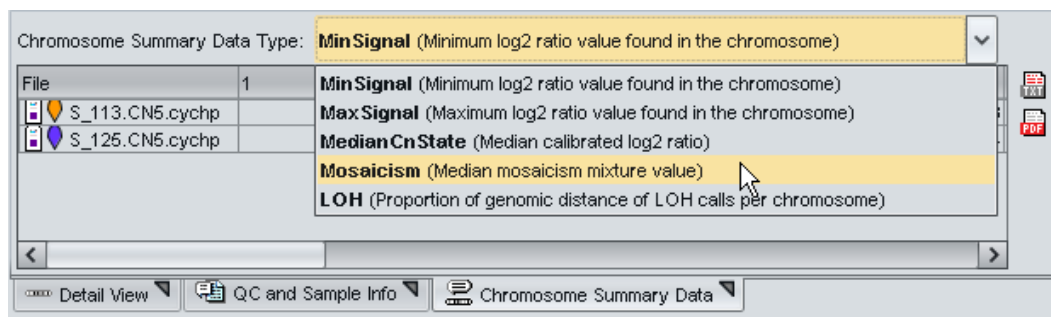 Chromosome Summary Data Type: MinSignal (Minimum log2 ratio value found in the chromosome)
File 1
MinSignal (Minimum log2 ratio value found in the chromosome)
MaxSignal (Maximum log2 ratio value found in the chromosome)
S_113.CN5.cychp
MedianCnState (Median calibrated log2 ratio)
S_125.CN5.cychp
Mosaicism (Median mosaicism mixture value)
LOH (Proportion of genomic distance of LOH calls per chromosome)
TXT
PDF
Detail View QC and Sample Info Chromosome Summary Data